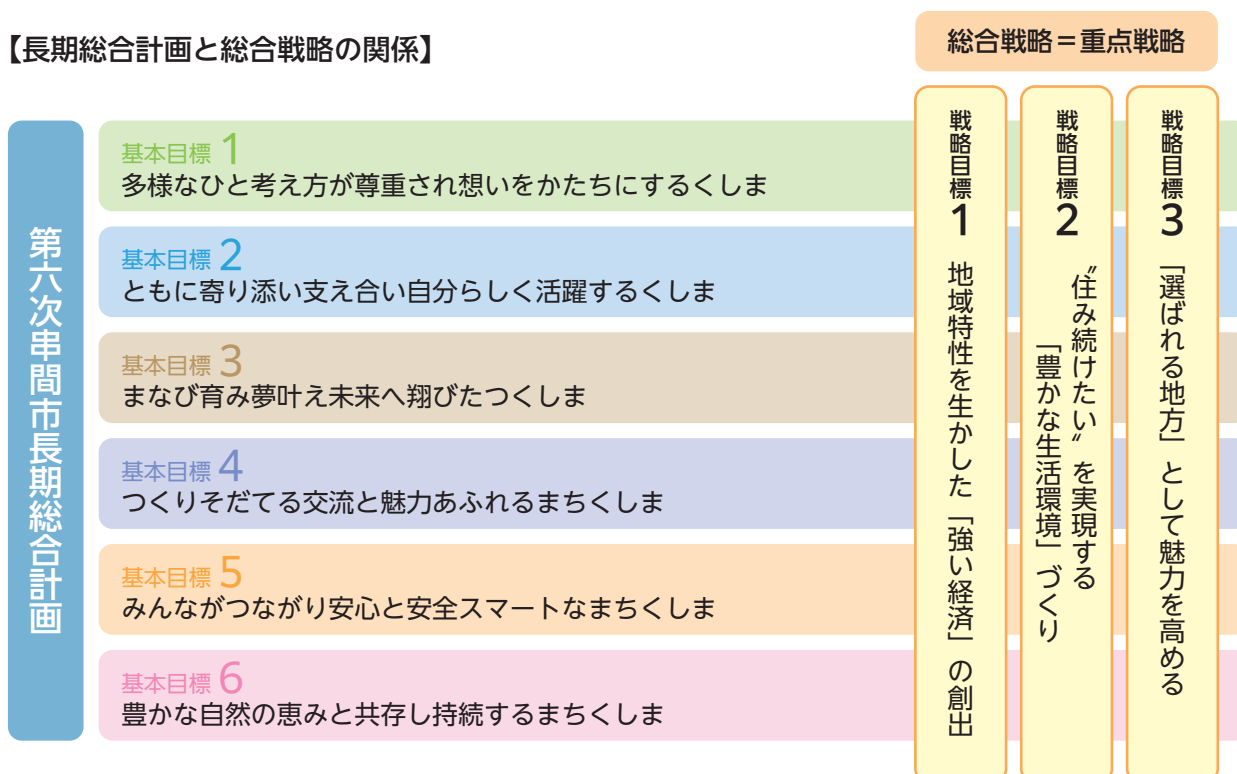 【長期総合計画と総合戦略の関係】
総合戦略＝重点戦略
第六次串間市長期総合計画
基本目標 1
多様なひと考え方が尊重され想いをかたちにするくしま
基本目標 2
ともに寄り添い支え合い自分らしく活躍するくしま
基本目標 3
まなび育み夢叶え未来へ翔びたつくしま
基本目標 4
つくりそだてる交流と魅力あふれるまちくしま
基本目標 5
みんながつながり安心と安全スマートなまちくしま
基本目標 6
豊かな自然の恵みと共存し持続するまちくしま
戦略目標 1 地域特性を生かした「強い経済」の創出
戦略目標 2 〝住み続けたい〟を実現する
「豊かな生活環境」づくり
戦略目標 3 「選ばれる地方」として魅力を高める